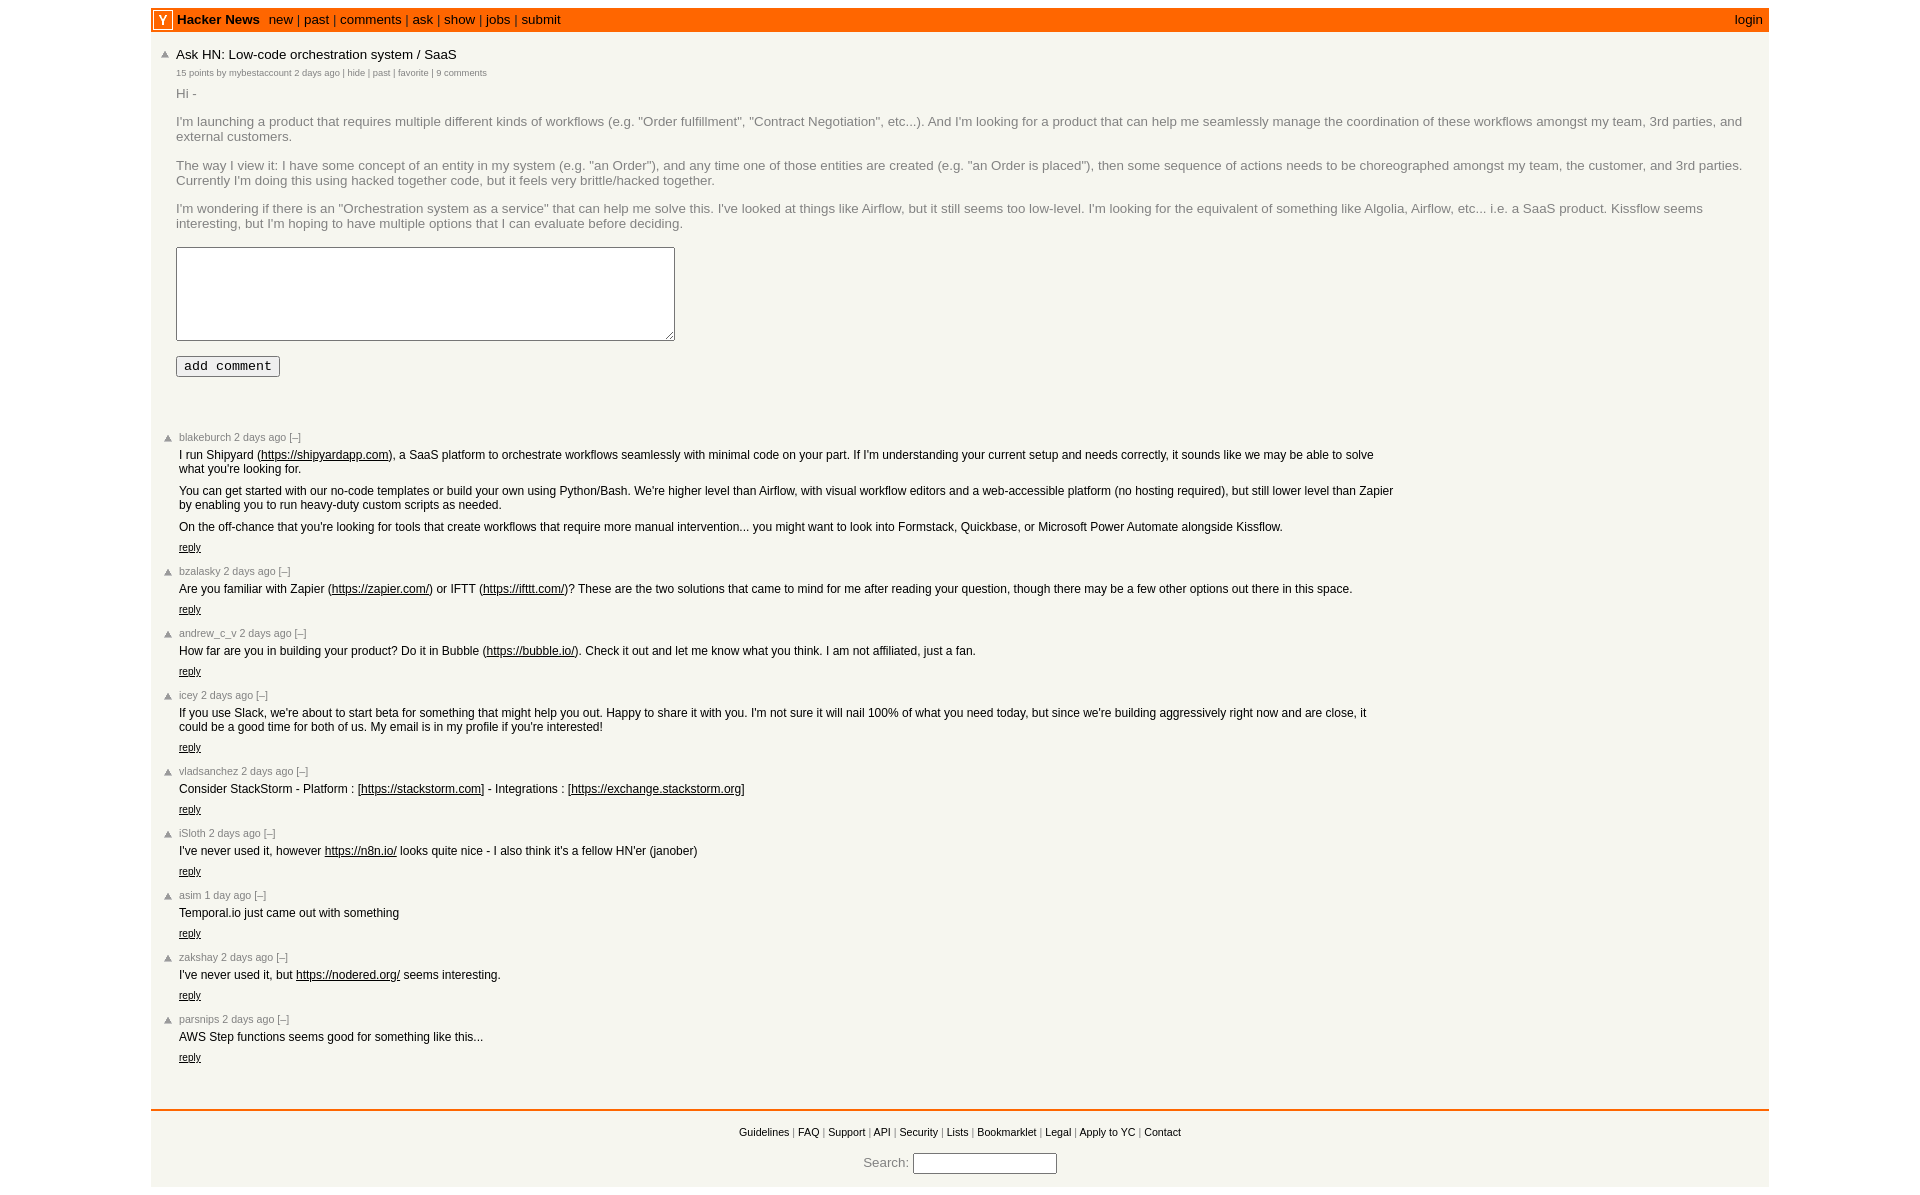 Y Hacker News new | past | comments | ask | show | jobs | submit login
Ask HN: Low-code orchestration system / SaaS
15 points by mybestaccount 2 days ago | hide | past | favorite | 9 comments
Hi -
I'm launching a product that requires multiple different kinds of workflows (e.g. "Order fulfillment", "Contract Negotiation", etc...). And I'm looking for a product that can help me seamlessly manage the coordination of these workflows amongst my team, 3rd parties, and
external customers.
The way I view it: I have some concept of an entity in my system (e.g. "an Order"), and any time one of those entities are created (e.g. "an Order is placed"), then some sequence of actions needs to be choreographed amongst my team, the customer, and 3rd parties.
Currently I'm doing this using hacked together code, but it feels very brittle/hacked together.
I'm wondering if there is an "Orchestration system as a service" that can help me solve this. I've looked at things like Airflow, but it still seems too low-level. I'm looking for the equivalent of something like Algolia, Airflow, etc... i.e. a SaaS product. Kissflow seems
interesting, but I'm hoping to have multiple options that I can evaluate before deciding.
add comment
blakeburch 2 days ago [–]
I run Shipyard (https://shipyardapp.com), a SaaS platform to orchestrate workflows seamlessly with minimal code on your part. If I'm understanding your current setup and needs correctly, it sounds like we may be able to solve
what you're looking for.
You can get started with our no-code templates or build your own using Python/Bash. We're higher level than Airflow, with visual workflow editors and a web-accessible platform (no hosting required), but still lower level than Zapier
by enabling you to run heavy-duty custom scripts as needed.
On the off-chance that you're looking for tools that create workflows that require more manual intervention... you might want to look into Formstack, Quickbase, or Microsoft Power Automate alongside Kissflow.
reply
bzalasky 2 days ago [–]
Are you familiar with Zapier (https://zapier.com/) or IFTT (https://ifttt.com/)? These are the two solutions that came to mind for me after reading your question, though there may be a few other options out there in this space.
reply
andrew_c_v 2 days ago [–]
How far are you in building your product? Do it in Bubble (https://bubble.io/). Check it out and let me know what you think. I am not affiliated, just a fan.
reply
icey 2 days ago [–]
If you use Slack, we're about to start beta for something that might help you out. Happy to share it with you. I'm not sure it will nail 100% of what you need today, but since we're building aggressively right now and are close, it
could be a good time for both of us. My email is in my profile if you're interested!
reply
vladsanchez 2 days ago [–]
Consider StackStorm - Platform : [https://stackstorm.com] - Integrations : [https://exchange.stackstorm.org]
reply
iSloth 2 days ago [–]
I've never used it, however https://n8n.io/ looks quite nice - I also think it's a fellow HN'er (janober)
reply
asim 1 day ago [–]
Temporal.io just came out with something
reply
zakshay 2 days ago [–]
I've never used it, but https://nodered.org/ seems interesting.
reply
parsnips 2 days ago [–]
AWS Step functions seems good for something like this...
reply
Guidelines | FAQ | Support | API | Security | Lists | Bookmarklet | Legal | Apply to YC | Contact
Search: